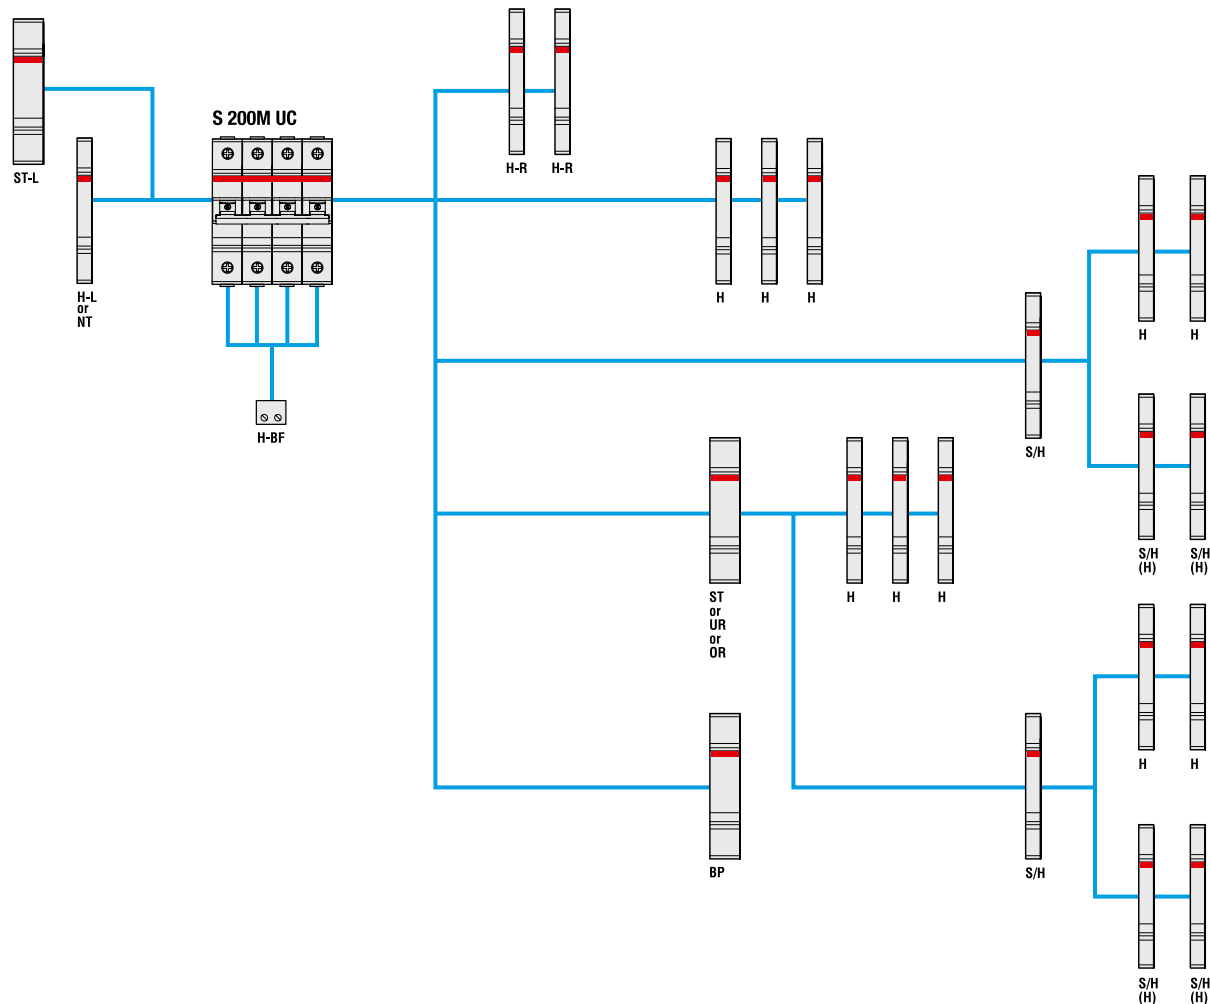 S 200M UC
ST-L
H-R H-R
H-L
or
NT
H H H
H H
H-BF
S/H
S/H S/H
(H) (H)
ST
or
UR
or
OR
H H H
H H
BP
S/H
S/H S/H
(H) (H)